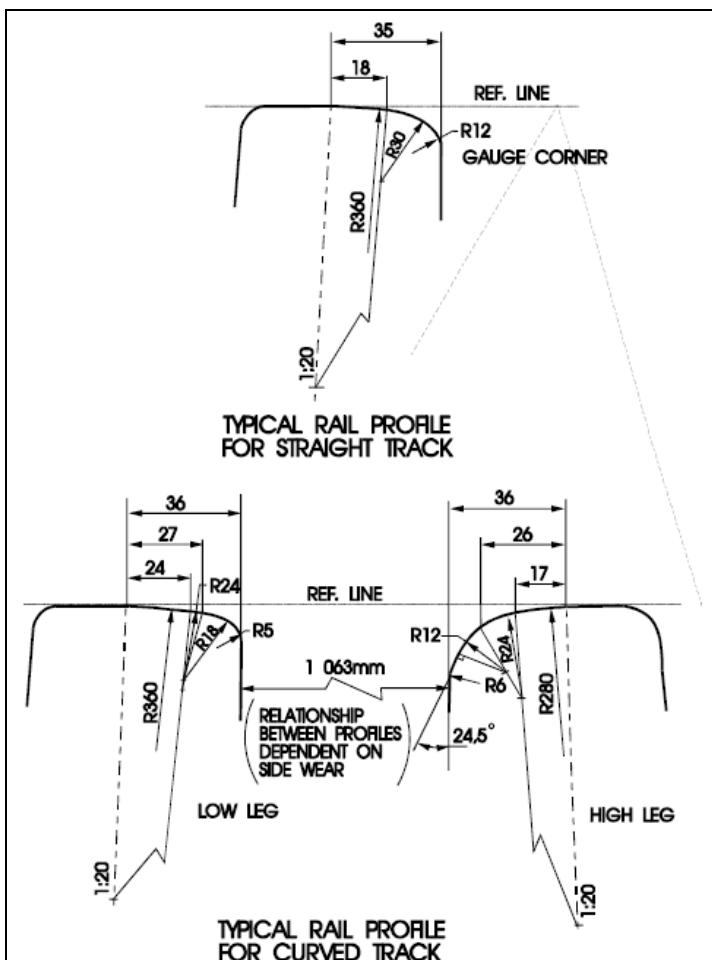 35
18
REF. LINE
R12
R30
GAUGE CORNER
R360
1:20
TYPICAL RAIL PROFILE
FOR STRAIGHT TRACK
36
36
27
26
24
17
R24
REF. LINE
R18
R5
R12
R24
1 063mm
R6
R360
R280
(RELATIONSHIP
BETWEEN PROFILES
DEPENDENT ON
SIDE WEAR)
24,5°
LOW LEG
HIGH LEG
1:20
1:20
TYPICAL RAIL PROFILE
FOR CURVED TRACK